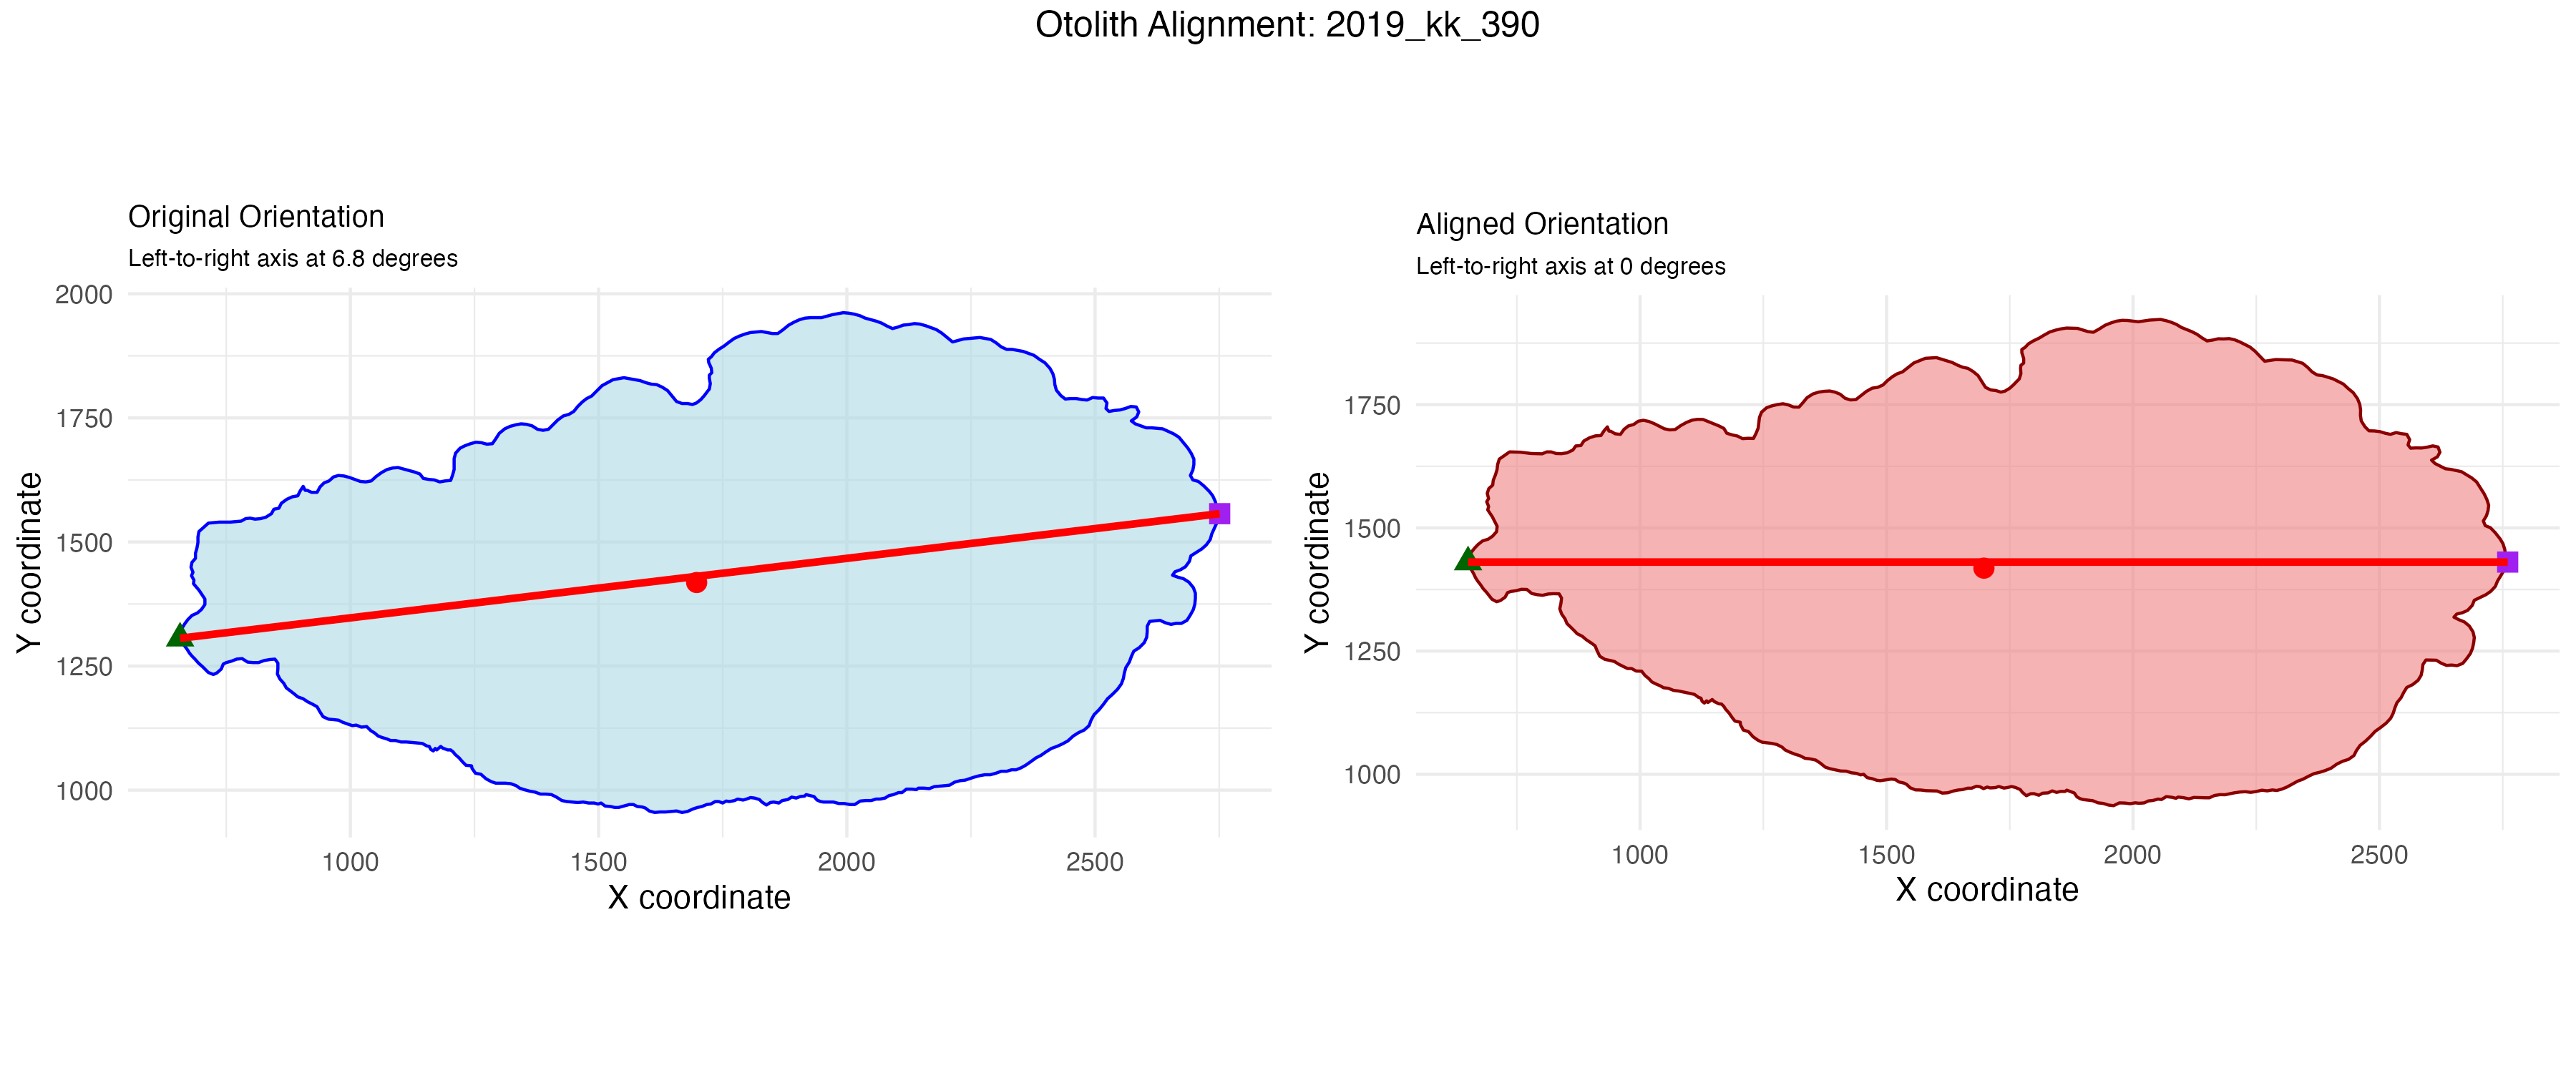 Otolith Alignment: 2019_kk_390
Original Orientation
Left-to-right axis at 6.8 degrees
2000
1750
1500
1250
1000
Y coordinate
1000 1500 2000 2500
X coordinate
Aligned Orientation
Left-to-right axis at 0 degrees
1750
1500
1250
1000
Y coordinate
1000 1500 2000 2500
X coordinate